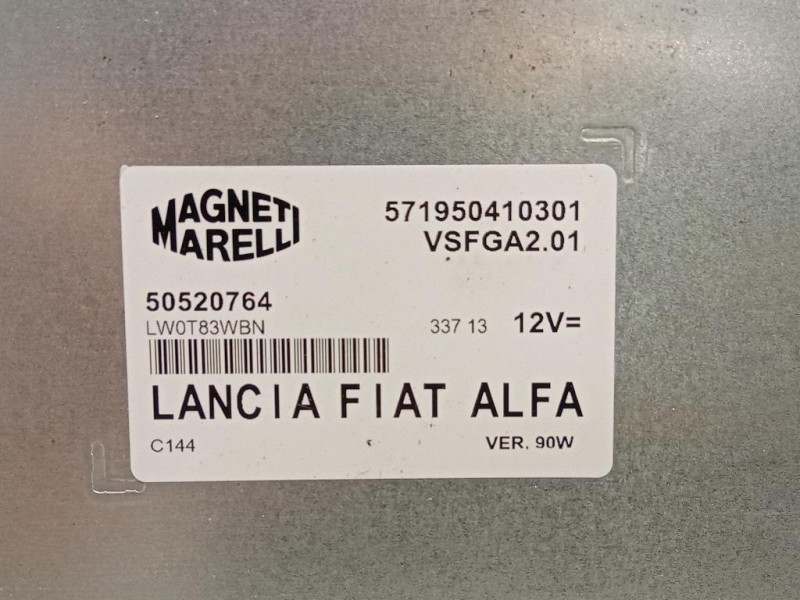 MAGNETI
MARELLI
571950410301
VSFGA2.01
50520764
LW0T83WBN
337 13 12V=
LANCIA FIAT ALFA
C144
VER. 90W